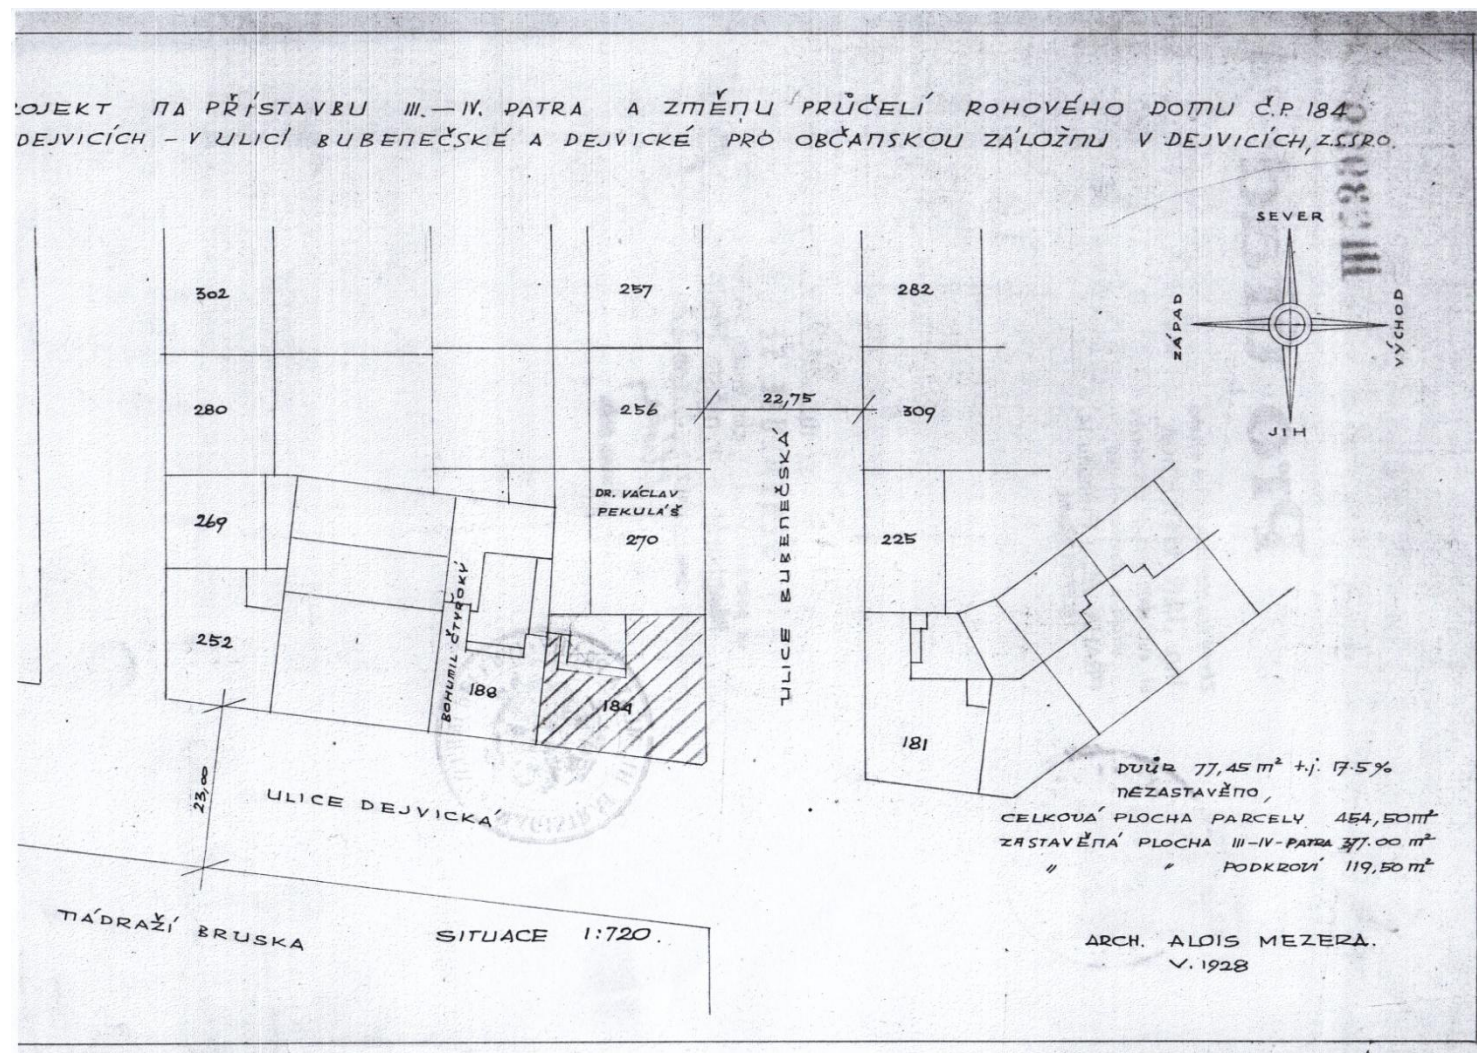 OJEKT NA PŘÍSTAVBU III.—IV. PATRA A ZMĚNU PRŮČELÍ ROHOVÉHO DOMU Č.P. 184
DEJVICÍCH – V ULICÍ BUBENEČSKÉ A DEJVICKÉ PRO OBČANSKOU ZÁLOŽNU V DEJVICÍCH, Z.S.S.R.O.
SEVER
ZÁPAD
VÝCHOD
JIH
302
257
282
280
256
22,75
309
DR. VÁCLAV
PEKULÁŠ
269
270
225
ULICE BUBENEČSKÁ
252
BOHUMIL ČTVRŮKÝ
188
184
181
23,00
ULICE DEJVICKÁ
DVŮR 77,45 m² t.j. 17.5%
NEZASTAVĚNO,
CELKOVÁ PLOCHA PARCELY 454,50 m²
ZASTAVĚNÁ PLOCHA III–IV-PATRA 377.00 m²
" " PODKROVÍ 119,50 m²
NÁDRAŽÍ BRUSKA
SITUACE 1:720.
ARCH. ALOIS MEZERA.
V. 1928